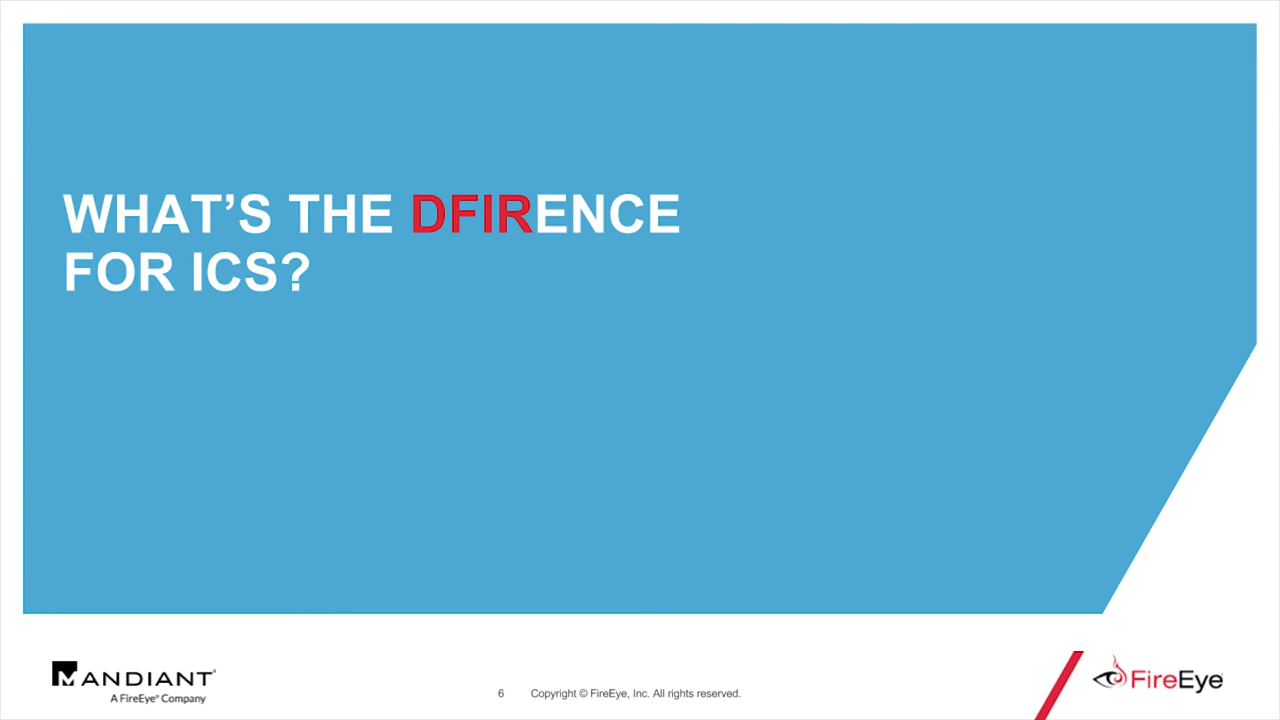 WHAT’S THE DFIRENCE
FOR ICS?
MANDIANT®
A FireEye® Company
6
Copyright © FireEye, Inc. All rights reserved.
FireEye